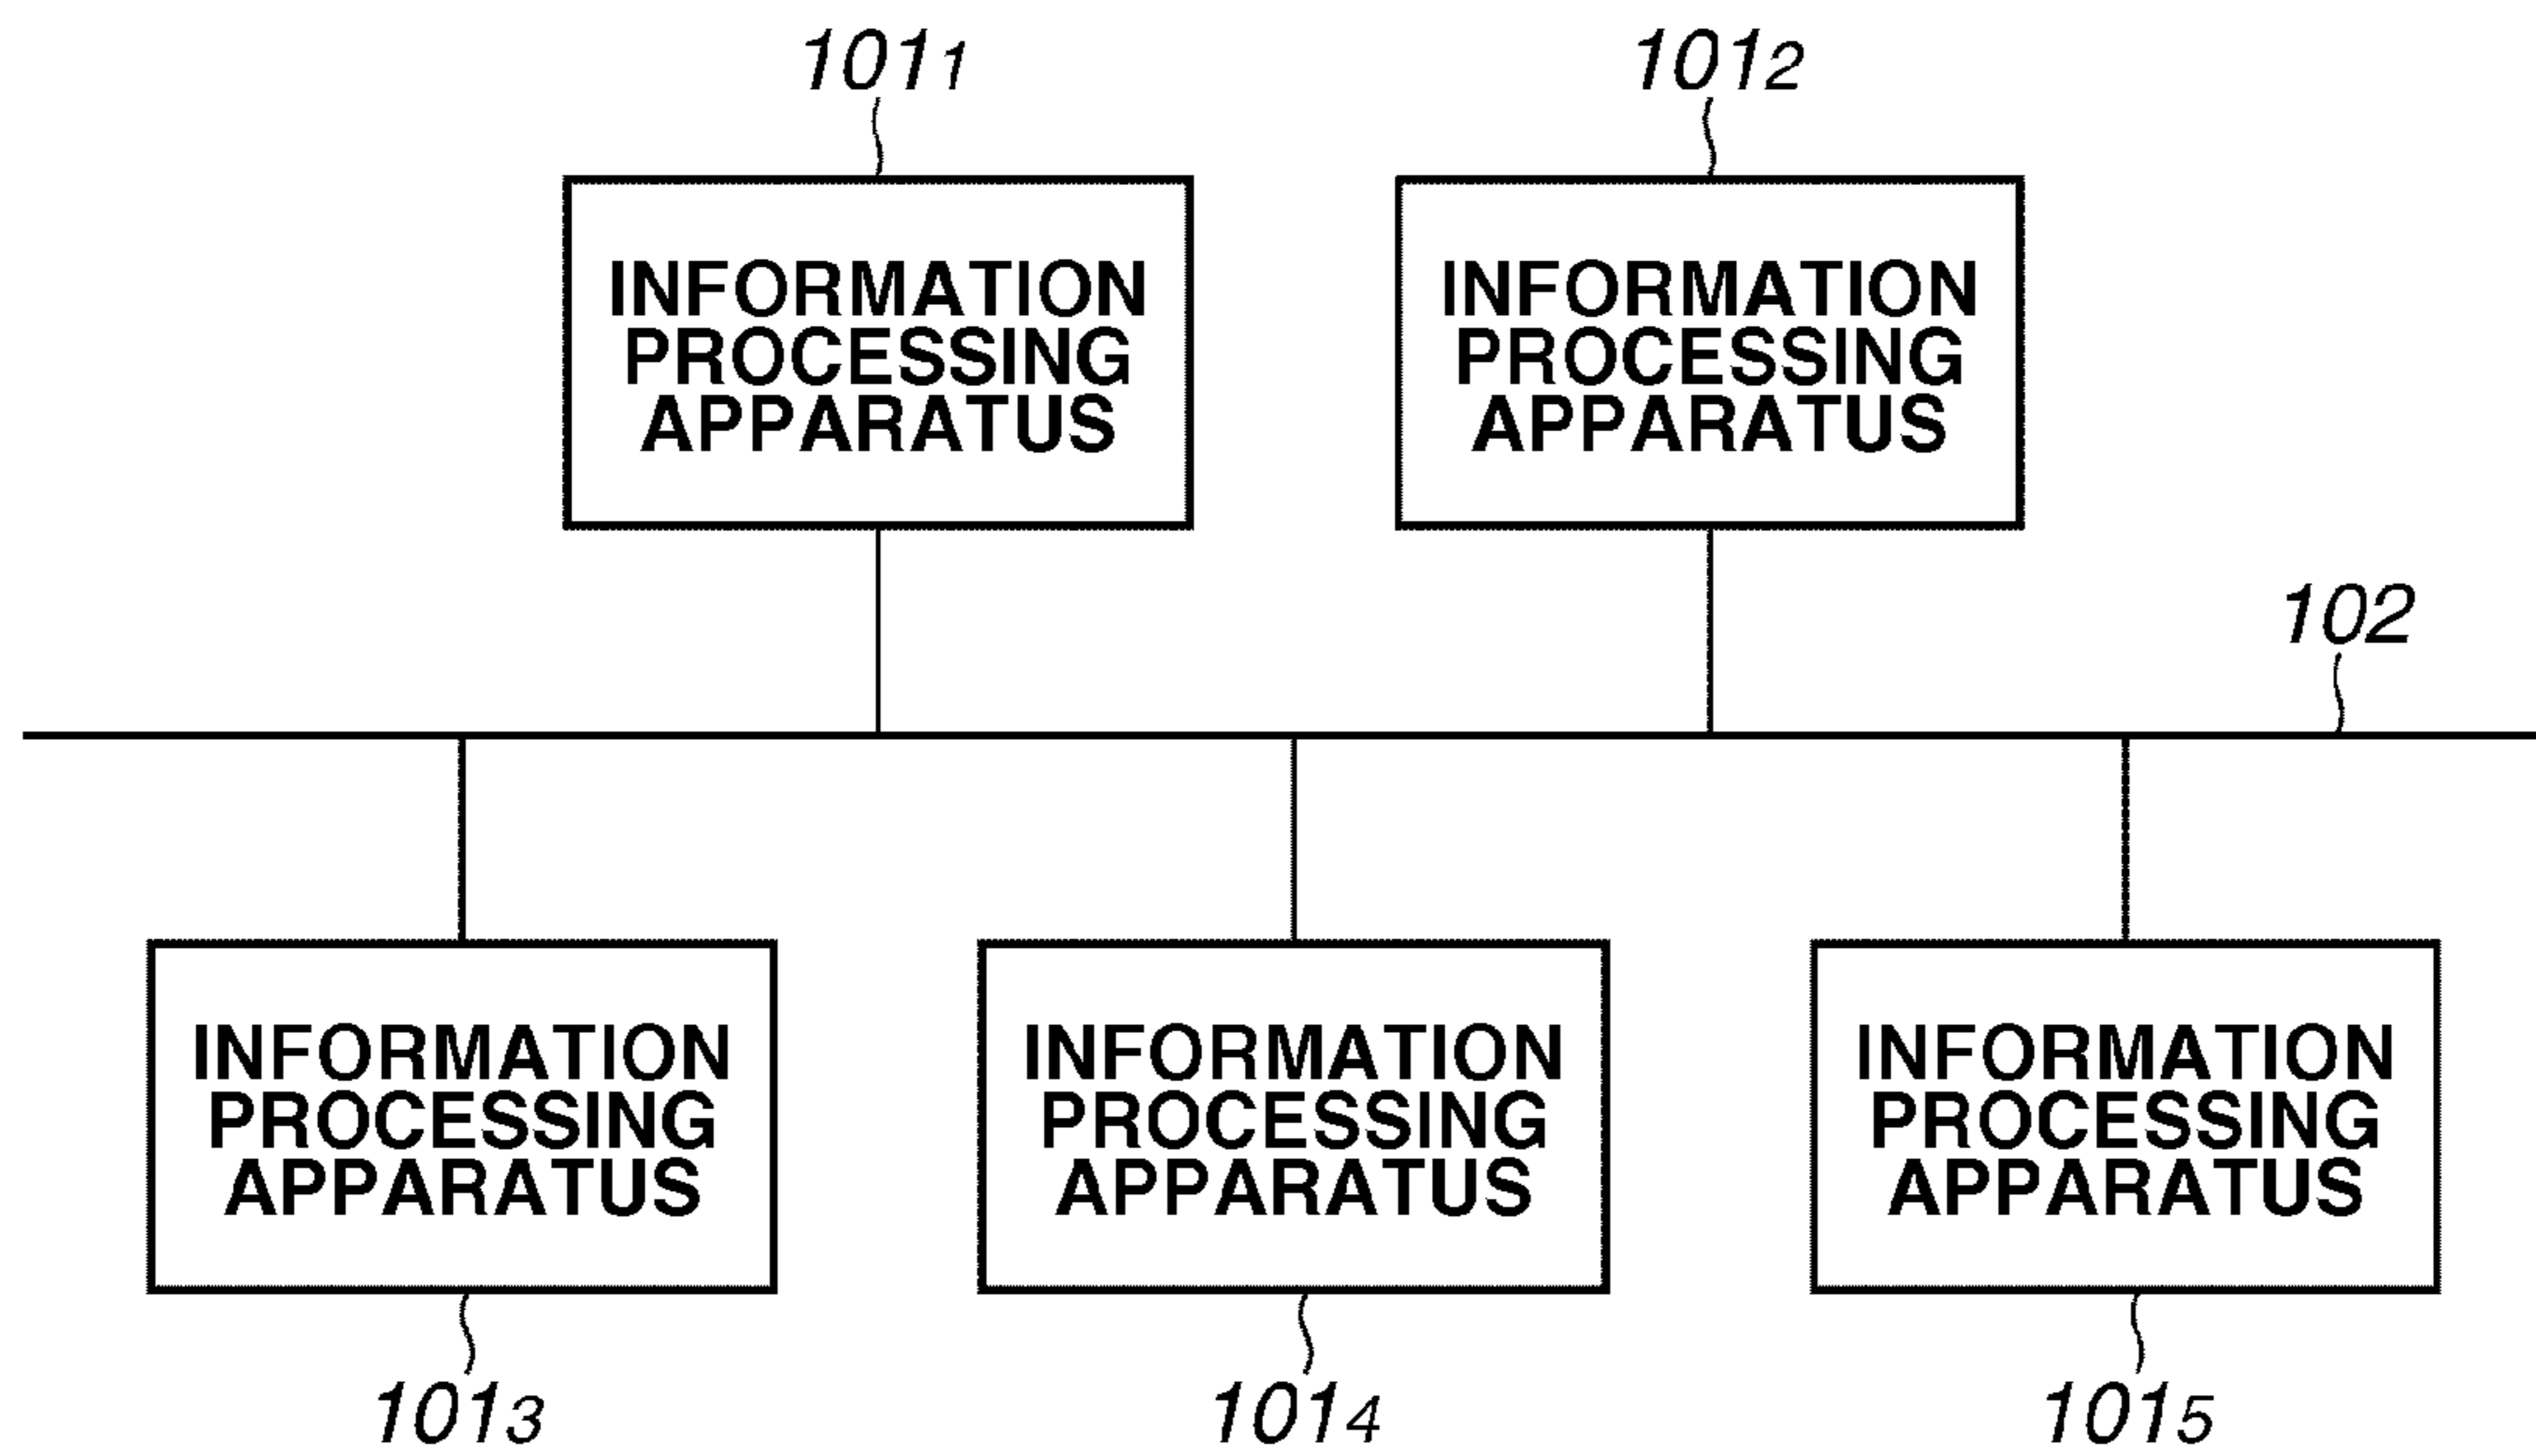 101₁
101₂
INFORMATION
PROCESSING
APPARATUS
INFORMATION
PROCESSING
APPARATUS
102
INFORMATION
PROCESSING
APPARATUS
INFORMATION
PROCESSING
APPARATUS
INFORMATION
PROCESSING
APPARATUS
101₃
101₄
101₅